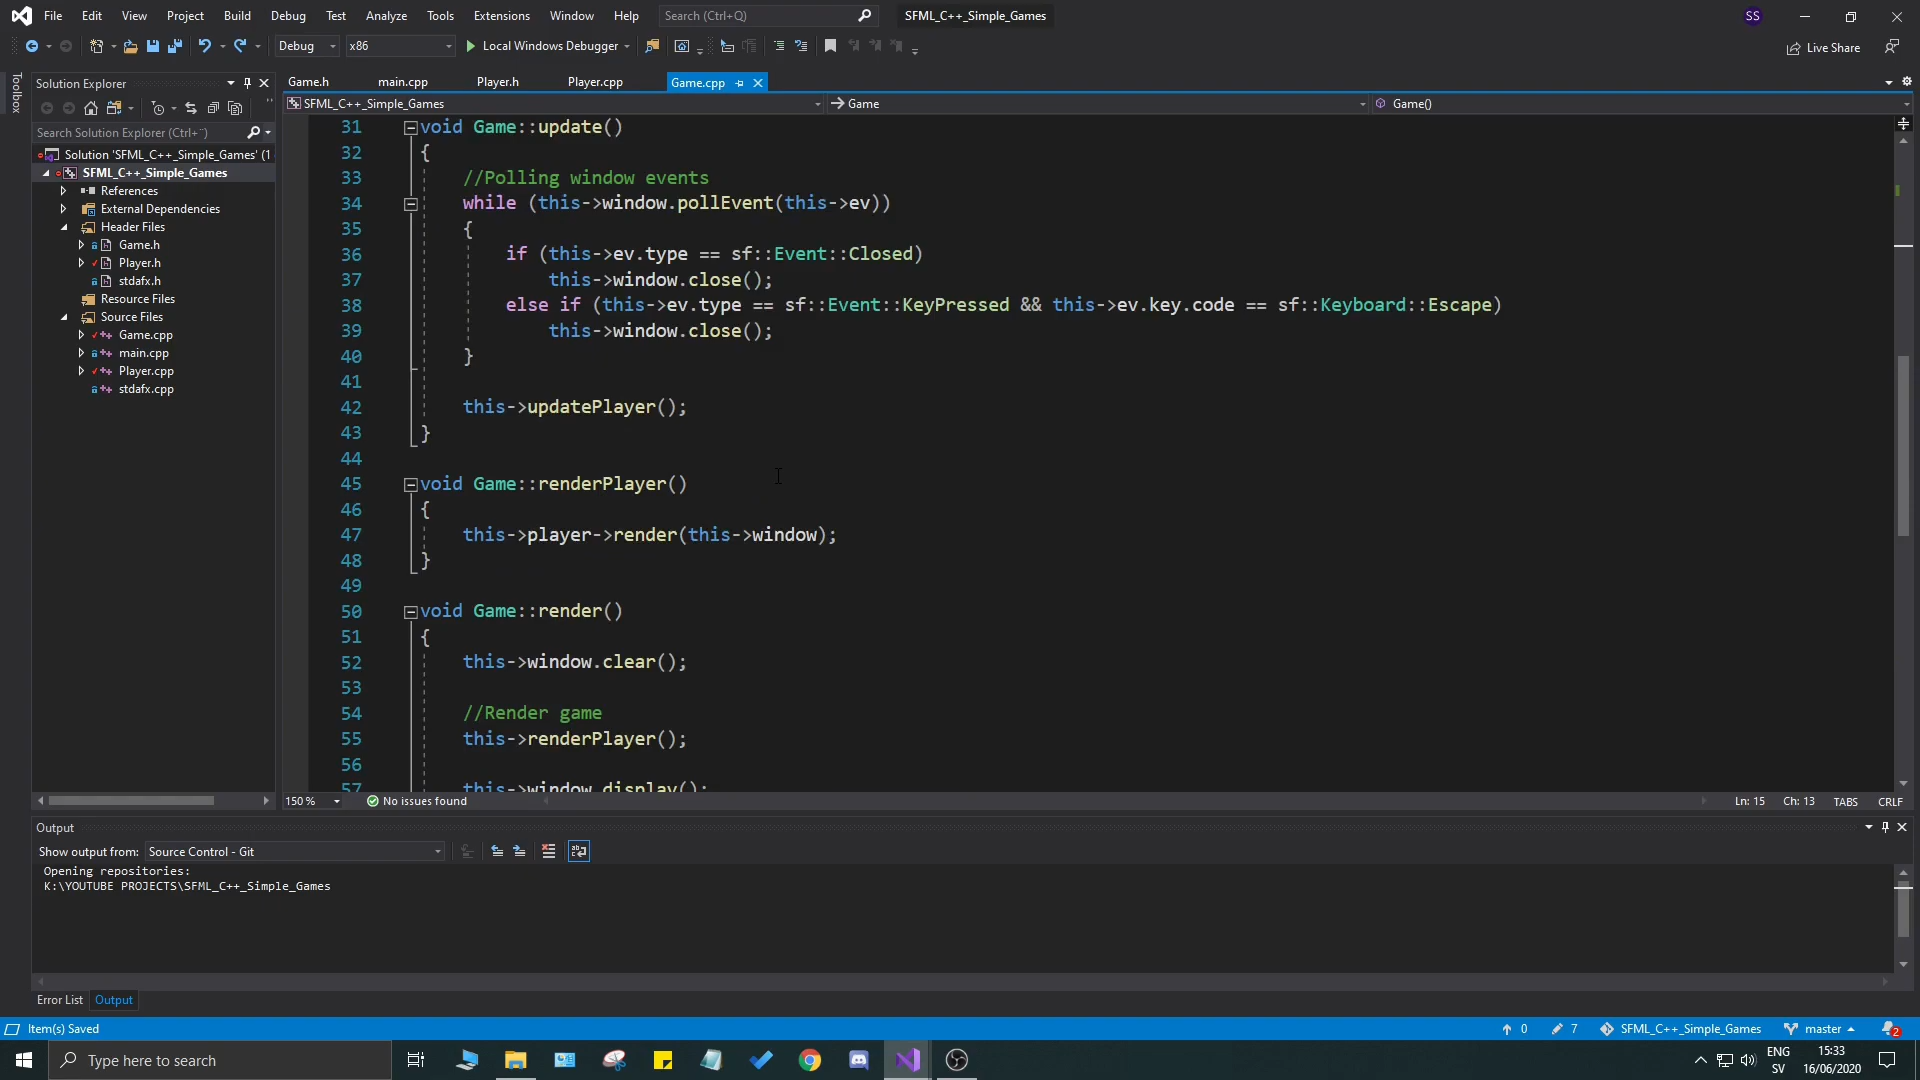 File Edit View Project Build Debug Test Analyze Tools Extensions Window Help Search (Ctrl+Q) SFML_C++_Simple_Games SS
Debug x86 Local Windows Debugger Live Share
Toolbox
Solution Explorer
Search Solution Explorer (Ctrl+¨)
Solution 'SFML_C++_Simple_Games' (1
SFML_C++_Simple_Games
References
External Dependencies
Header Files
Game.h
Player.h
stdafx.h
Resource Files
Source Files
Game.cpp
main.cpp
Player.cpp
stdafx.cpp
Game.h main.cpp Player.h Player.cpp Game.cpp
SFML_C++_Simple_Games Game Game()
31 void Game::update()
32 {
33 //Polling window events
34 while (this->window.pollEvent(this->ev))
35 {
36 if (this->ev.type == sf::Event::Closed)
37 this->window.close();
38 else if (this->ev.type == sf::Event::KeyPressed && this->ev.key.code == sf::Keyboard::Escape)
39 this->window.close();
40 }
41
42 this->updatePlayer();
43 }
44
45 void Game::renderPlayer()
46 {
47 this->player->render(this->window);
48 }
49
50 void Game::render()
51 {
52 this->window.clear();
53
54 //Render game
55 this->renderPlayer();
56
57 this->window.display();
150 % No issues found Ln: 15 Ch: 13 TABS CRLF
Output
Show output from: Source Control - Git
Opening repositories:
K:\YOUTUBE PROJECTS\SFML_C++_Simple_Games
Error List Output
Item(s) Saved 0 7 SFML_C++_Simple_Games master 2
Type here to search
ENG
SV
15:33
16/06/2020